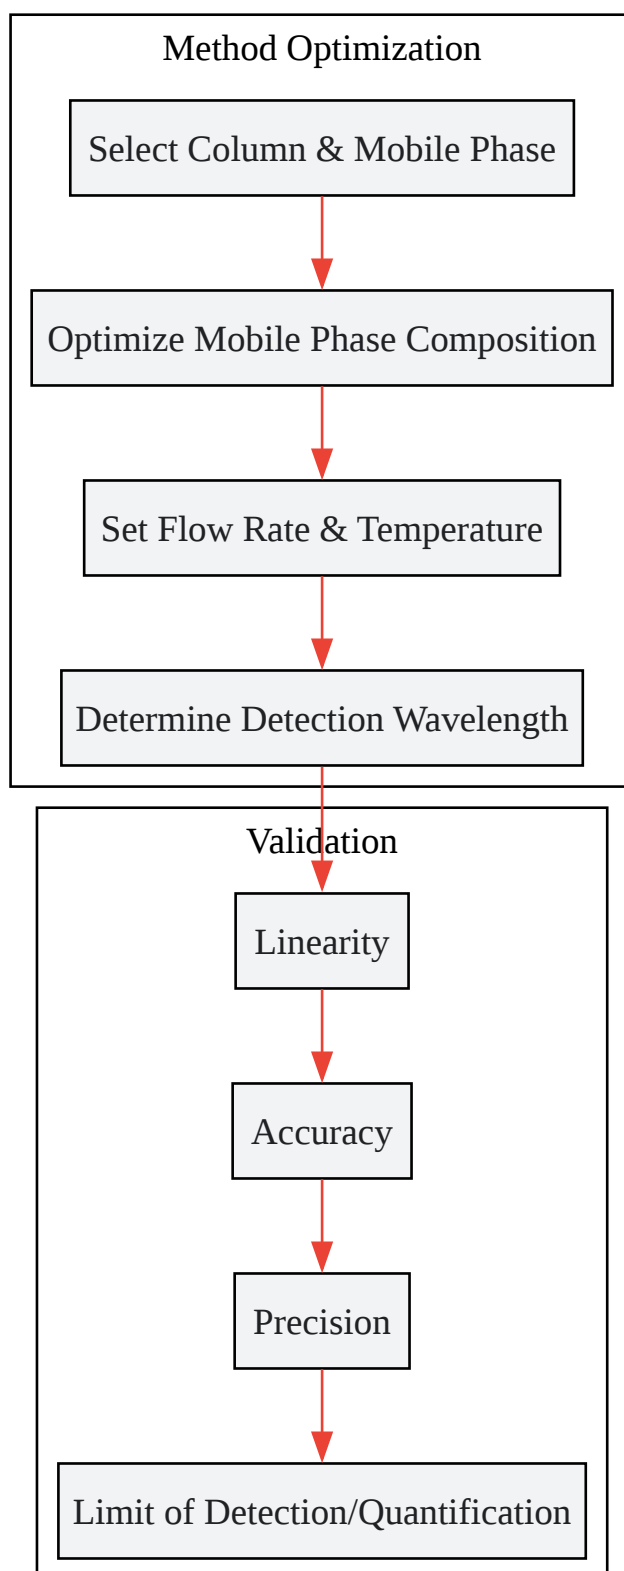 Method Optimization
Select Column & Mobile Phase
Optimize Mobile Phase Composition
Set Flow Rate & Temperature
Determine Detection Wavelength
Validation
Linearity
Accuracy
Precision
Limit of Detection/Quantification